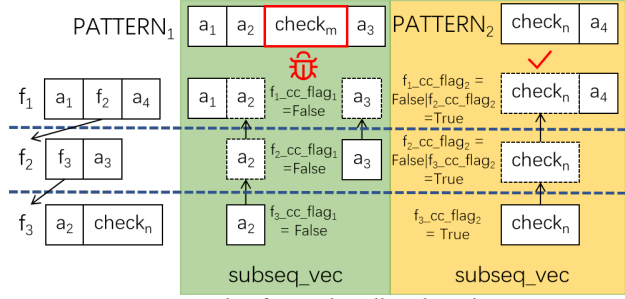 PATTERN₁ a₁ a₂ checkₘ a₃
PATTERN₂ checkₙ a₄
f₁ a₁ f₂ a₄
a₁ a₂ f₁_cc_flag₁ a₃
=False
f₁_cc_flag₂ =
False|f₂_cc_flag₂
=True
checkₙ a₄
f₂ f₃ a₃
a₂ f₂_cc_flag₁ a₃
=False
f₂_cc_flag₂ =
False|f₃_cc_flag₂
=True
checkₙ
f₃ a₂ checkₙ
a₂ f₃_cc_flag₁
= False
f₃_cc_flag₂
= True
checkₙ
subseq_vec
subseq_vec